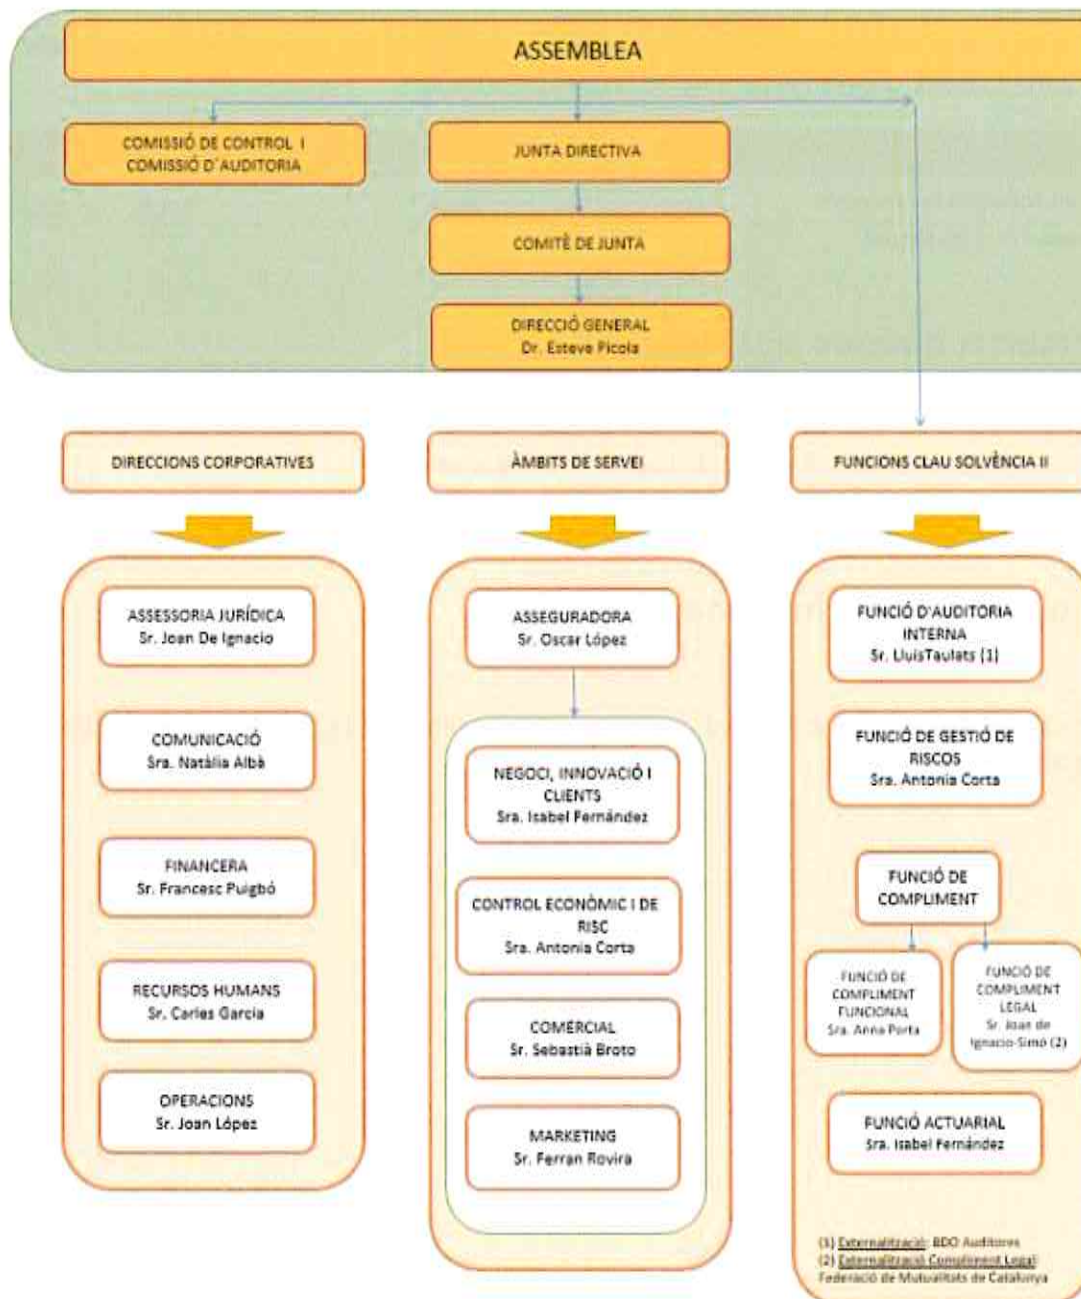 ASSEMBLEA
COMISSIÓ DE CONTROL I
COMISSIÓ D´AUDITORIA
JUNTA DIRECTIVA
COMITÈ DE JUNTA
DIRECCIÓ GENERAL
Dr. Esteve Picola
DIRECCIONS CORPORATIVES
ASSESSORIA JURÍDICA
Sr. Joan De Ignacio
COMUNICACIÓ
Sra. Natàlia Albà
FINANCERA
Sr. Francesc Puigbó
RECURSOS HUMANS
Sr. Carles Garcia
OPERACIONS
Sr. Joan López
ÀMBITS DE SERVEI
ASSEGURADORA
Sr. Oscar López
NEGOCI, INNOVACIÓ I
CLIENTS
Sra. Isabel Fernández
CONTROL ECONÒMIC I DE
RISC
Sra. Antonia Corta
COMERCIAL
Sr. Sebastià Broto
MARKETING
Sr. Ferran Rovira
FUNCIONS CLAU SOLVÈNCIA II
FUNCIÓ D'AUDITORIA
INTERNA
Sr. LluisTaulats (1)
FUNCIÓ DE GESTIÓ DE
RISCOS
Sra. Antonia Corta
FUNCIÓ DE
COMPLIMENT
FUNCIÓ DE
COMPLIMENT
FUNCIONAL
Sra. Anna Porta
FUNCIÓ DE
COMPLIMENT
LEGAL
Sr. Joan de
Ignacio-Simó (2)
FUNCIÓ ACTUARIAL
Sra. Isabel Fernández
(1) Externalització: BDO Auditores
(2) Externalització Compliment Legal:
Federació de Mutualitats de Catalunya